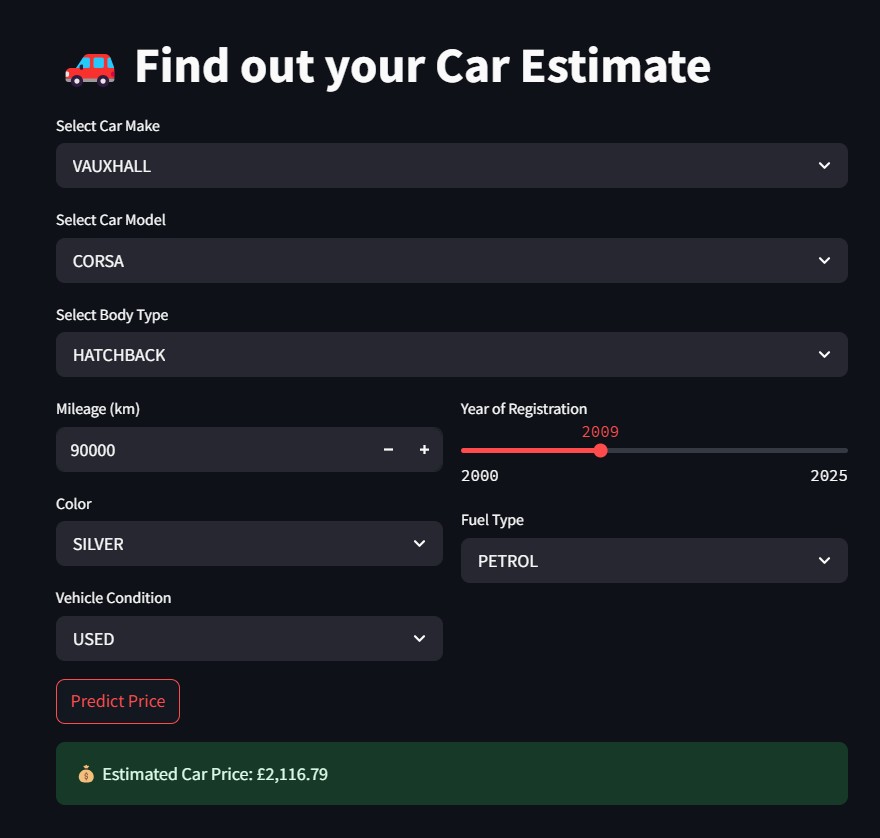 Find out your Car Estimate
Select Car Make
VAUXHALL
Select Car Model
CORSA
Select Body Type
HATCHBACK
Mileage (km)
90000
Year of Registration
2009
2000 2025
Color
SILVER
Fuel Type
PETROL
Vehicle Condition
USED
Predict Price
Estimated Car Price: £2,116.79